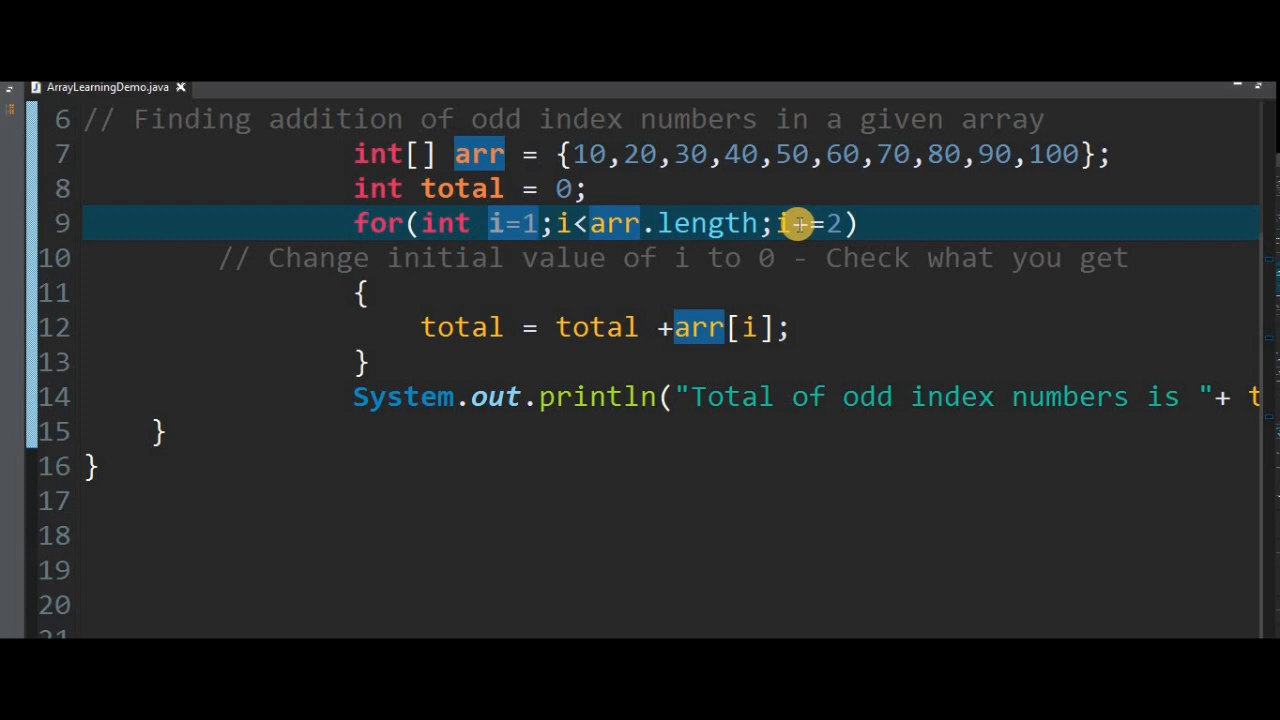 ArrayLearningDemo.java
6 // Finding addition of odd index numbers in a given array
7 int[] arr = {10,20,30,40,50,60,70,80,90,100};
8 int total = 0;
9 for(int i=1;i<arr.length;i+=2)
10 // Change initial value of i to 0 - Check what you get
11 {
12 total = total +arr[i];
13 }
14 System.out.println("Total of odd index numbers is "+ t
15 }
16 }
17
18
19
20
21